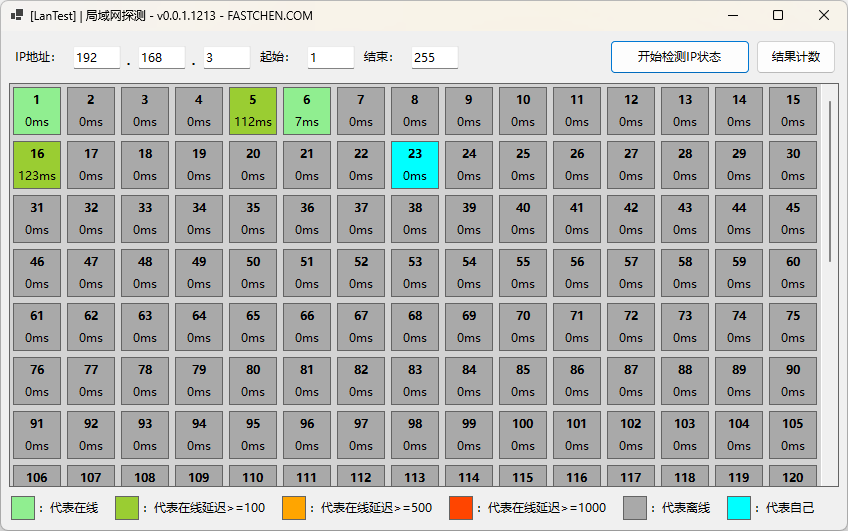 [LanTest] | 局域网探测 - v0.0.1.1213 - FASTCHEN.COM
IP地址: 192 . 168 . 3 起始: 1 结束: 255 开始检测IP状态 结果计数
1 2 3 4 5 6 7 8 9 10 11 12 13 14 15
0ms 0ms 0ms 0ms 112ms 7ms 0ms 0ms 0ms 0ms 0ms 0ms 0ms 0ms 0ms
16 17 18 19 20 21 22 23 24 25 26 27 28 29 30
123ms 0ms 0ms 0ms 0ms 0ms 0ms 0ms 0ms 0ms 0ms 0ms 0ms 0ms 0ms
31 32 33 34 35 36 37 38 39 40 41 42 43 44 45
0ms 0ms 0ms 0ms 0ms 0ms 0ms 0ms 0ms 0ms 0ms 0ms 0ms 0ms 0ms
46 47 48 49 50 51 52 53 54 55 56 57 58 59 60
0ms 0ms 0ms 0ms 0ms 0ms 0ms 0ms 0ms 0ms 0ms 0ms 0ms 0ms 0ms
61 62 63 64 65 66 67 68 69 70 71 72 73 74 75
0ms 0ms 0ms 0ms 0ms 0ms 0ms 0ms 0ms 0ms 0ms 0ms 0ms 0ms 0ms
76 77 78 79 80 81 82 83 84 85 86 87 88 89 90
0ms 0ms 0ms 0ms 0ms 0ms 0ms 0ms 0ms 0ms 0ms 0ms 0ms 0ms 0ms
91 92 93 94 95 96 97 98 99 100 101 102 103 104 105
0ms 0ms 0ms 0ms 0ms 0ms 0ms 0ms 0ms 0ms 0ms 0ms 0ms 0ms 0ms
106 107 108 109 110 111 112 113 114 115 116 117 118 119 120
: 代表在线 : 代表在线延迟>=100 : 代表在线延迟>=500 : 代表在线延迟>=1000 : 代表离线 : 代表自己